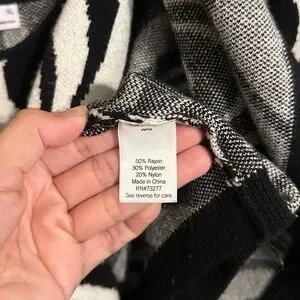 50% Rayon
30% Polyester
20% Nylon
Made in China
RN#73277
See reverse for care